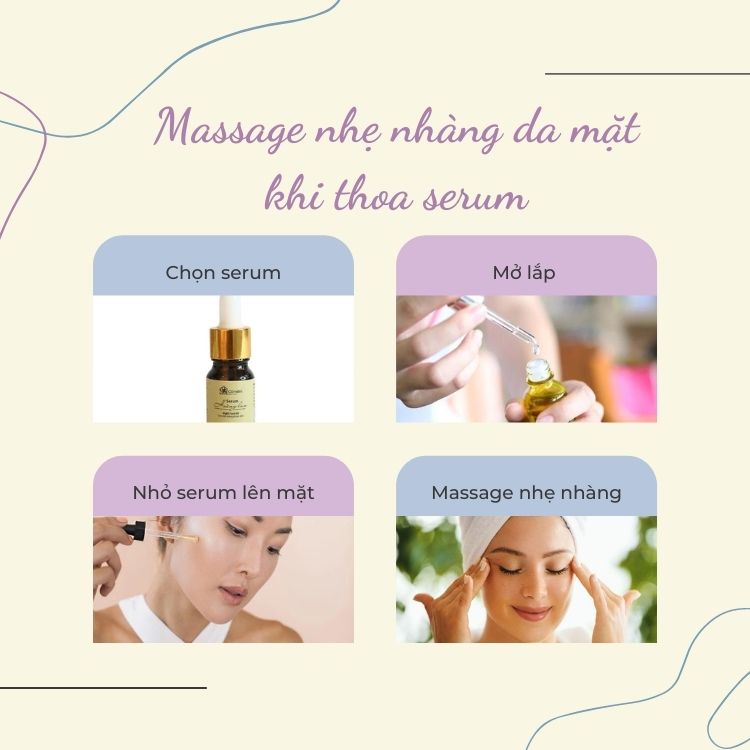 Massage nhẹ nhàng da mặt
khi thoa serum
Chọn serum
Mở lắp
Serum
Nhỏ serum lên mặt
Massage nhẹ nhàng